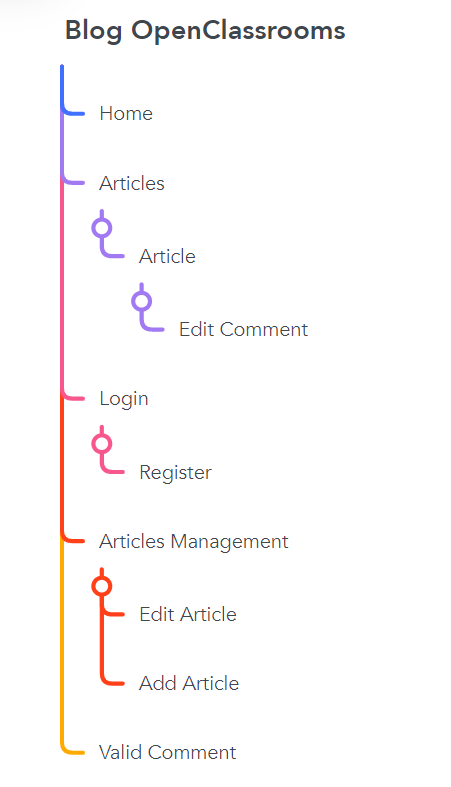 Blog OpenClassrooms
Home
Articles
Article
Edit Comment
Login
Register
Articles Management
Edit Article
Add Article
Valid Comment